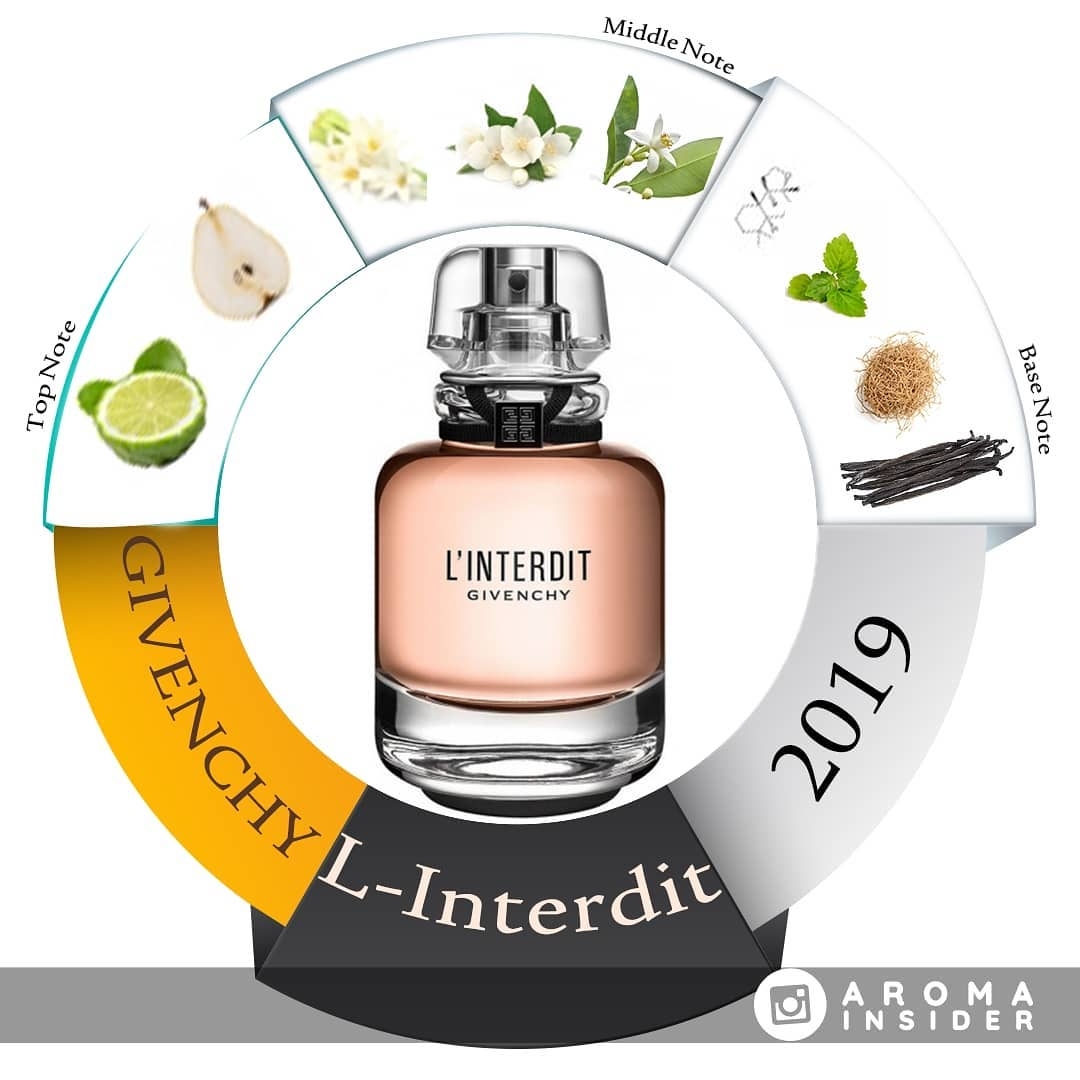 Middle Note
Top Note
Base Note
L'INTERDIT
GIVENCHY
GIVENCHY
L-Interdit
2019
AROMA
INSIDER